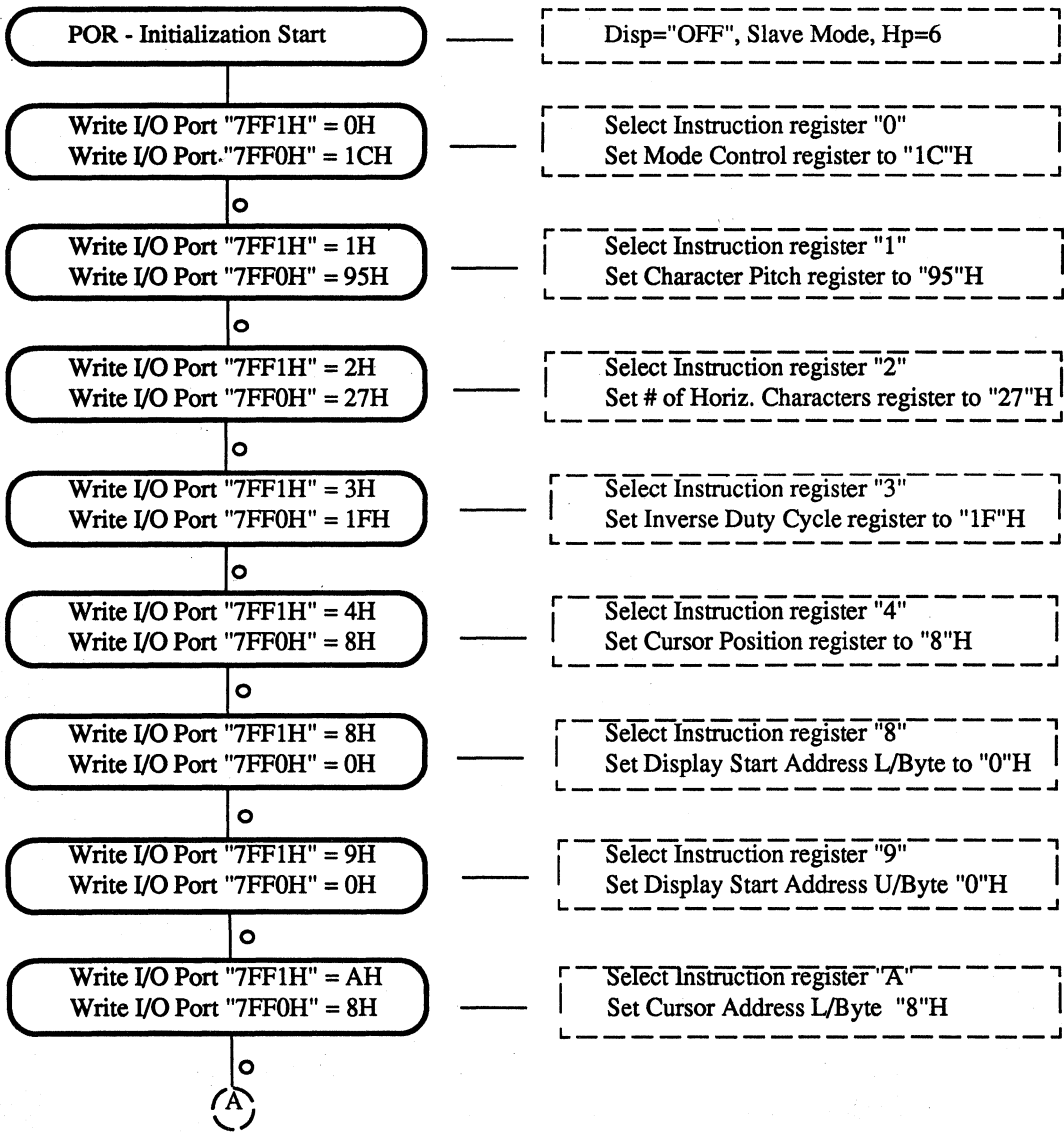 POR - Initialization Start
Disp="OFF", Slave Mode, Hp=6
Write I/O Port "7FF1H" = 0H
Write I/O Port "7FF0H" = 1CH
Select Instruction register "0"
Set Mode Control register to "1C"H
Write I/O Port "7FF1H" = 1H
Write I/O Port "7FF0H" = 95H
Select Instruction register "1"
Set Character Pitch register to "95"H
Write I/O Port "7FF1H" = 2H
Write I/O Port "7FF0H" = 27H
Select Instruction register "2"
Set # of Horiz. Characters register to "27"H
Write I/O Port "7FF1H" = 3H
Write I/O Port "7FF0H" = 1FH
Select Instruction register "3"
Set Inverse Duty Cycle register to "1F"H
Write I/O Port "7FF1H" = 4H
Write I/O Port "7FF0H" = 8H
Select Instruction register "4"
Set Cursor Position register to "8"H
Write I/O Port "7FF1H" = 8H
Write I/O Port "7FF0H" = 0H
Select Instruction register "8"
Set Display Start Address L/Byte to "0"H
Write I/O Port "7FF1H" = 9H
Write I/O Port "7FF0H" = 0H
Select Instruction register "9"
Set Display Start Address U/Byte "0"H
Write I/O Port "7FF1H" = AH
Write I/O Port "7FF0H" = 8H
Select Instruction register "A"
Set Cursor Address L/Byte "8"H
A